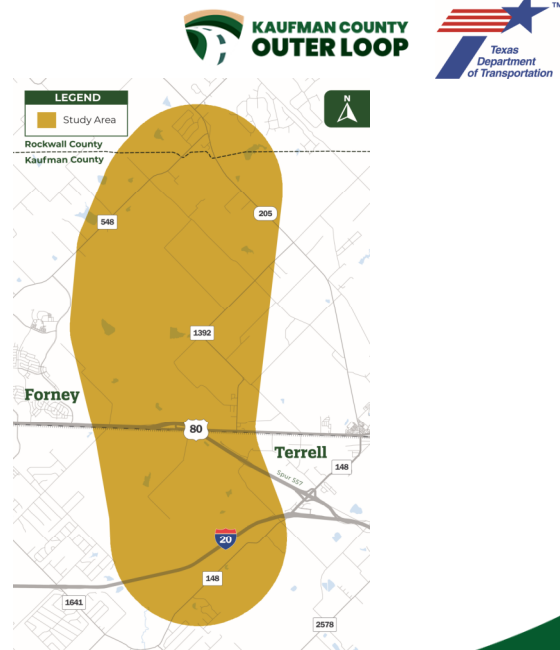 KAUFMAN COUNTY
OUTER LOOP
TM
Texas
Department
of Transportation
LEGEND
Study Area
N
Rockwall County
Kaufman County
548
205
1392
Forney
80
Terrell
148
Spur 557
20
148
1641
2578